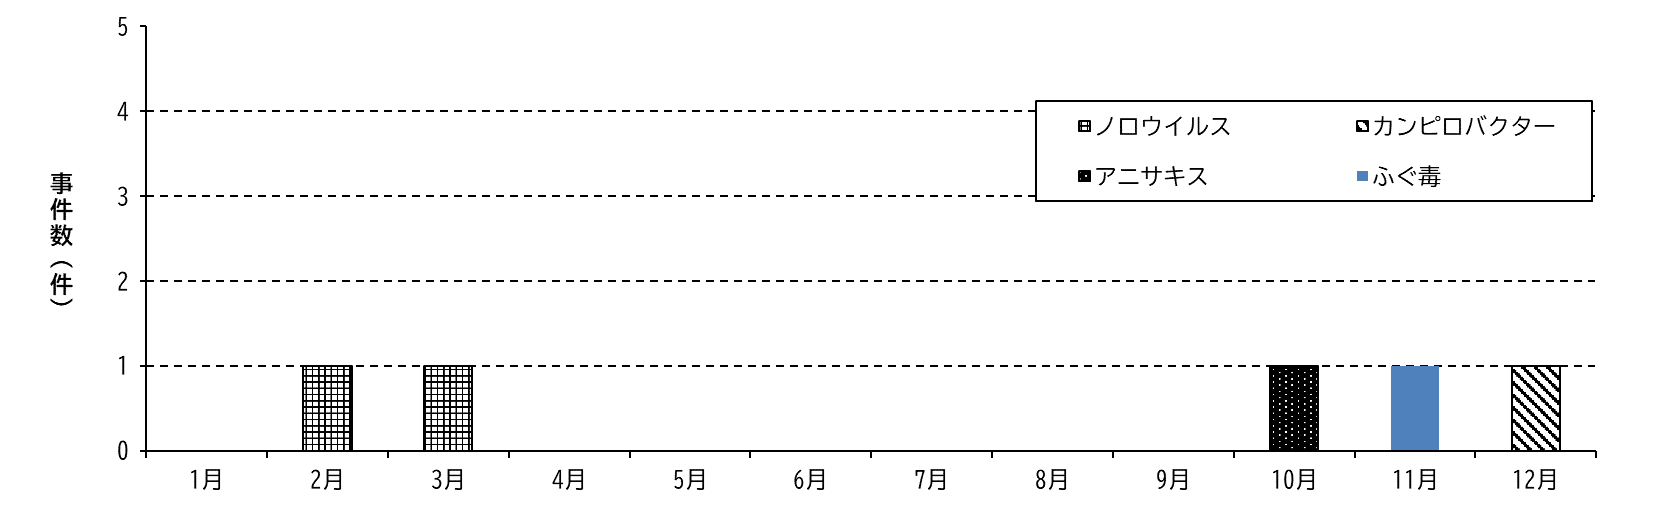 5
4
3
2
1
0
事件数（件）
ノロウイルス
カンピロバクター
アニサキス
ふぐ毒
1月
2月
3月
4月
5月
6月
7月
8月
9月
10月
11月
12月